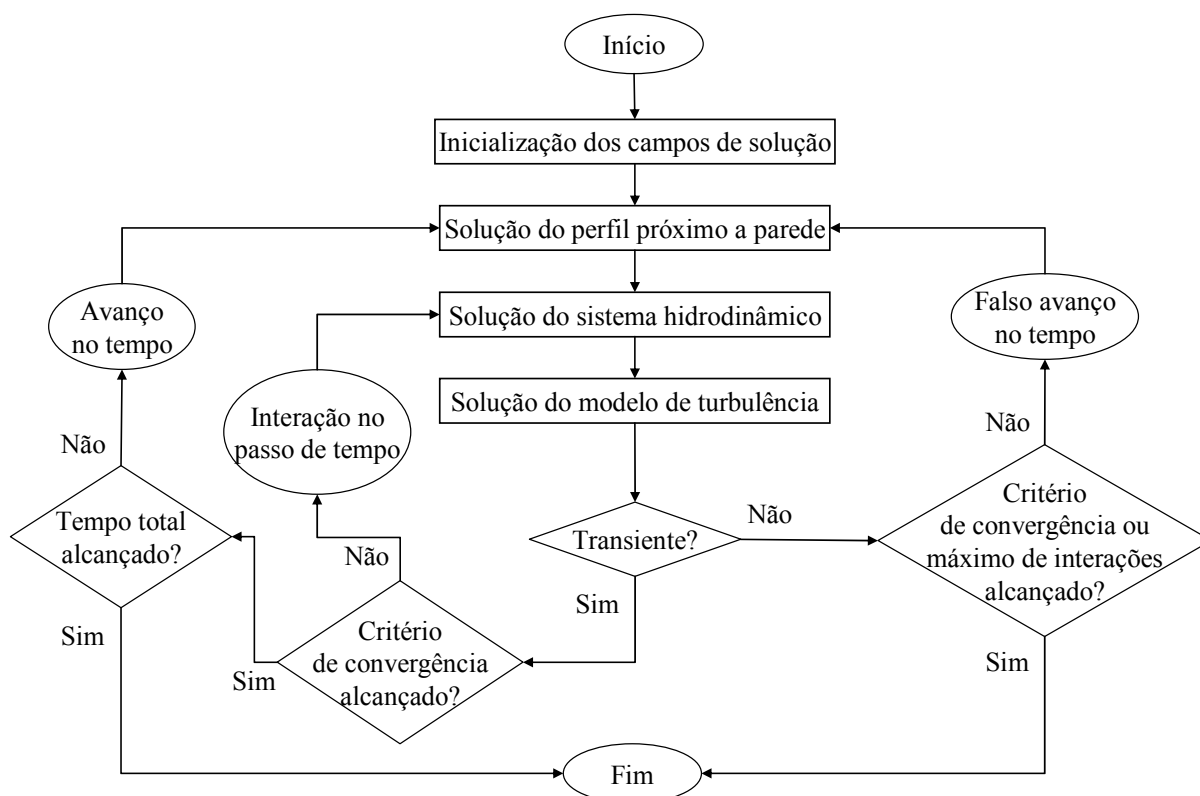 Início
Inicialização dos campos de solução
Solução do perfil próximo a parede
Avanço
no tempo
Falso avanço
no tempo
Solução do sistema hidrodinâmico
Interação no
passo de tempo
Solução do modelo de turbulência
Não
Não
Tempo total
alcançado?
Não
Transiente?
Não
Critério
de convergência ou
máximo de interações
alcançado?
Sim
Sim
Critério
de convergência
alcançado?
Sim
Sim
Fim